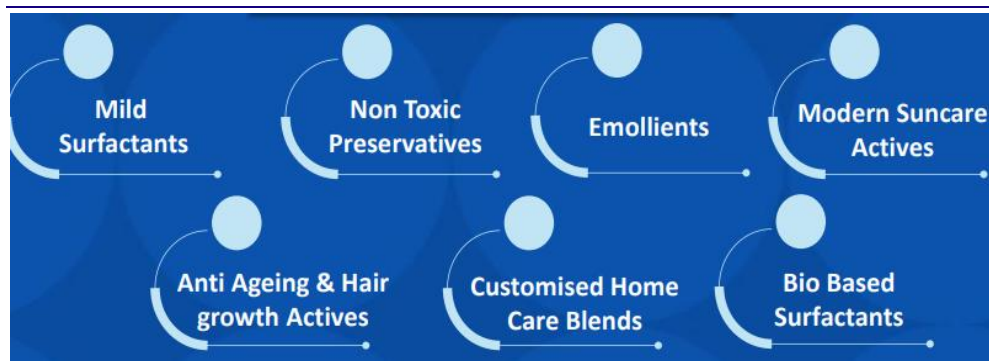 Mild
Surfactants
Non Toxic
Preservatives
Emollients
Modern Suncare
Actives
Anti Ageing & Hair
growth Actives
Customised Home
Care Blends
Bio Based
Surfactants